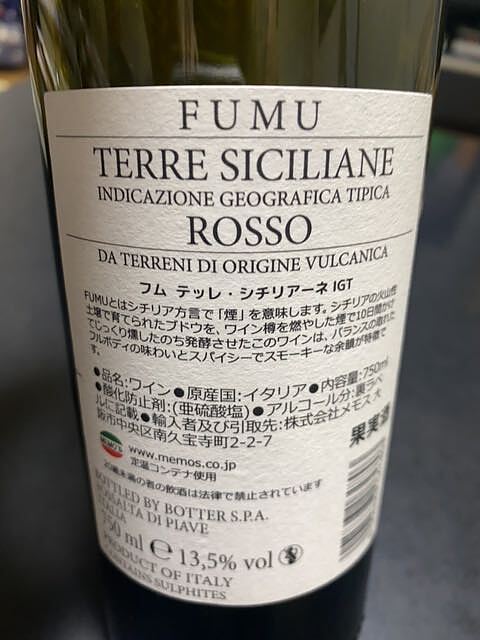 FUMU
TERRE SICILIANE
INDICAZIONE GEOGRAFICA TIPICA
ROSSO
DA TERRENI DI ORIGINE VULCANICA
フム テッレ・シチリアーネ IGT
FUMUとはシチリア方言で「煙」を意味します。シチリアの火山性
土壌で育てられたブドウを、ワイン樽を燃やした煙で10日間かけ
てじっくり燻したのち発酵させたこのワインは、バランスの取れた
フルボディの味わいとスパイシーでスモーキーな余韻が特徴で
す。
●品名:ワイン●原産国:イタリア●内容量:750ml
●酸化防止剤:(亜硫酸塩)●アルコール分:裏ラベ
ルに記載●輸入者及び引取先:株式会社メモス 大
阪市中央区南久宝寺町2-2-7
果実酒
MEMO'S
www.memos.co.jp
定温コンテナ使用
20歳未満の者の飲酒は法律で禁止されています
BOTTLED BY BOTTER S.P.A.
FOSSALTA DI PIAVE
ITALIA
750 ml ℮ 13,5% vol
PRODUCT OF ITALY
CONTAINS SULPHITES